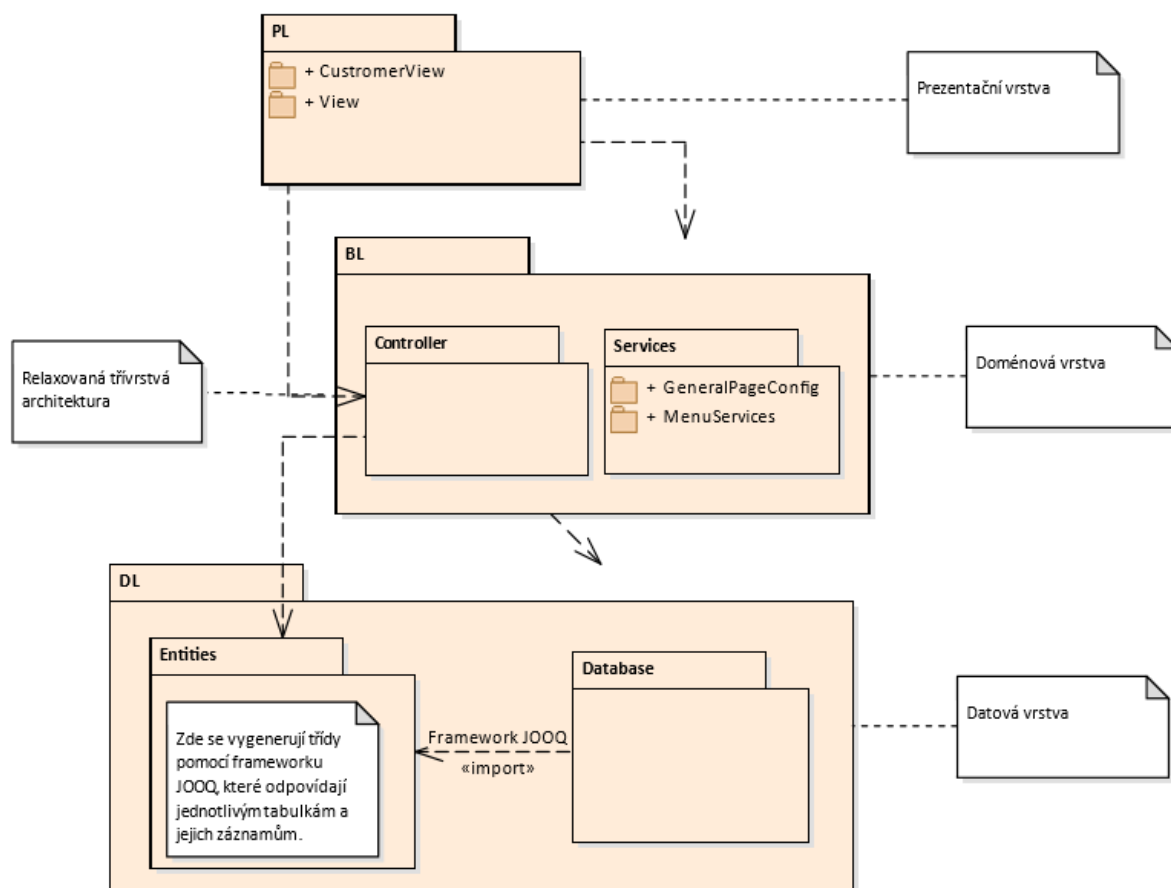 PL
+ CustromerView
+ View
Prezentační vrstva
BL
Controller
Services
+ GeneralPageConfig
+ MenuServices
Relaxovaná třívrstvá
architektura
Doménová vrstva
DL
Entities
Zde se vygenerují třídy
pomocí frameworku
JOOQ, které odpovídají
jednotlivým tabulkám a
jejich záznamům.
Framework JOOQ
«import»
Database
Datová vrstva